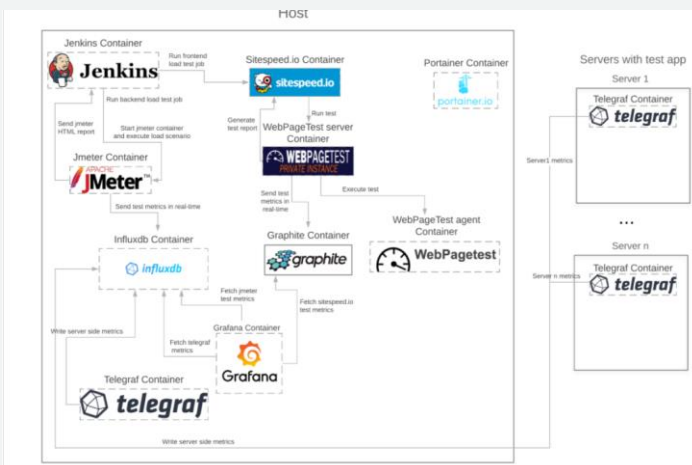 Host
Jenkins Container
Jenkins
Run frontend
load test job
Sitespeed.io Container
sitespeed.io
Portainer Container
portainer.io
Servers with test app
Server 1
Telegraf Container
telegraf
Run backend load test job
Generate
test report
Run test
WebPageTest server
Container
WEBPAGETEST
PRIVATE INSTANCE
Send jmeter
HTML report
Start jmeter container
and execute load scenario
Jmeter Container
APACHE
JMeter™
Server1 metrics
Send test
metrics in
real-time
Execute test
Send test metrics in real-time
WebPageTest agent
Container
WebPagetest
...
Influxdb Container
influxdb
Graphite Container
graphite
Server n
Telegraf Container
telegraf
Server n metrics
Fetch jmeter
test metrics
Fetch sitespeed.io
test metrics
Write server side metrics
Grafana Container
Grafana
Fetch telegraf
metrics
Telegraf Container
telegraf
Write server side metrics